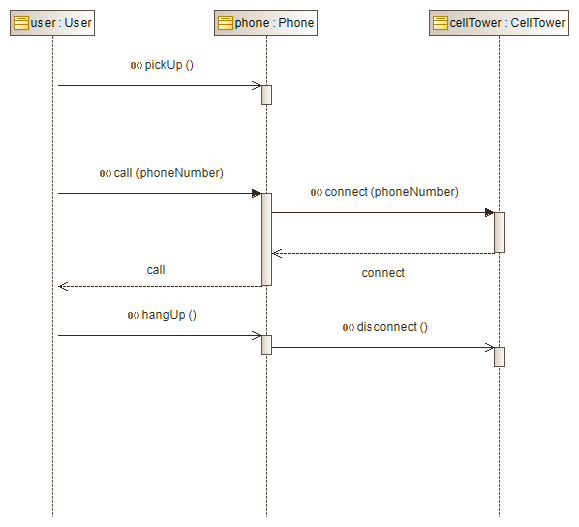 user : User
phone : Phone
cellTower : CellTower
pickUp ()
call (phoneNumber)
connect (phoneNumber)
call
connect
hangUp ()
disconnect ()